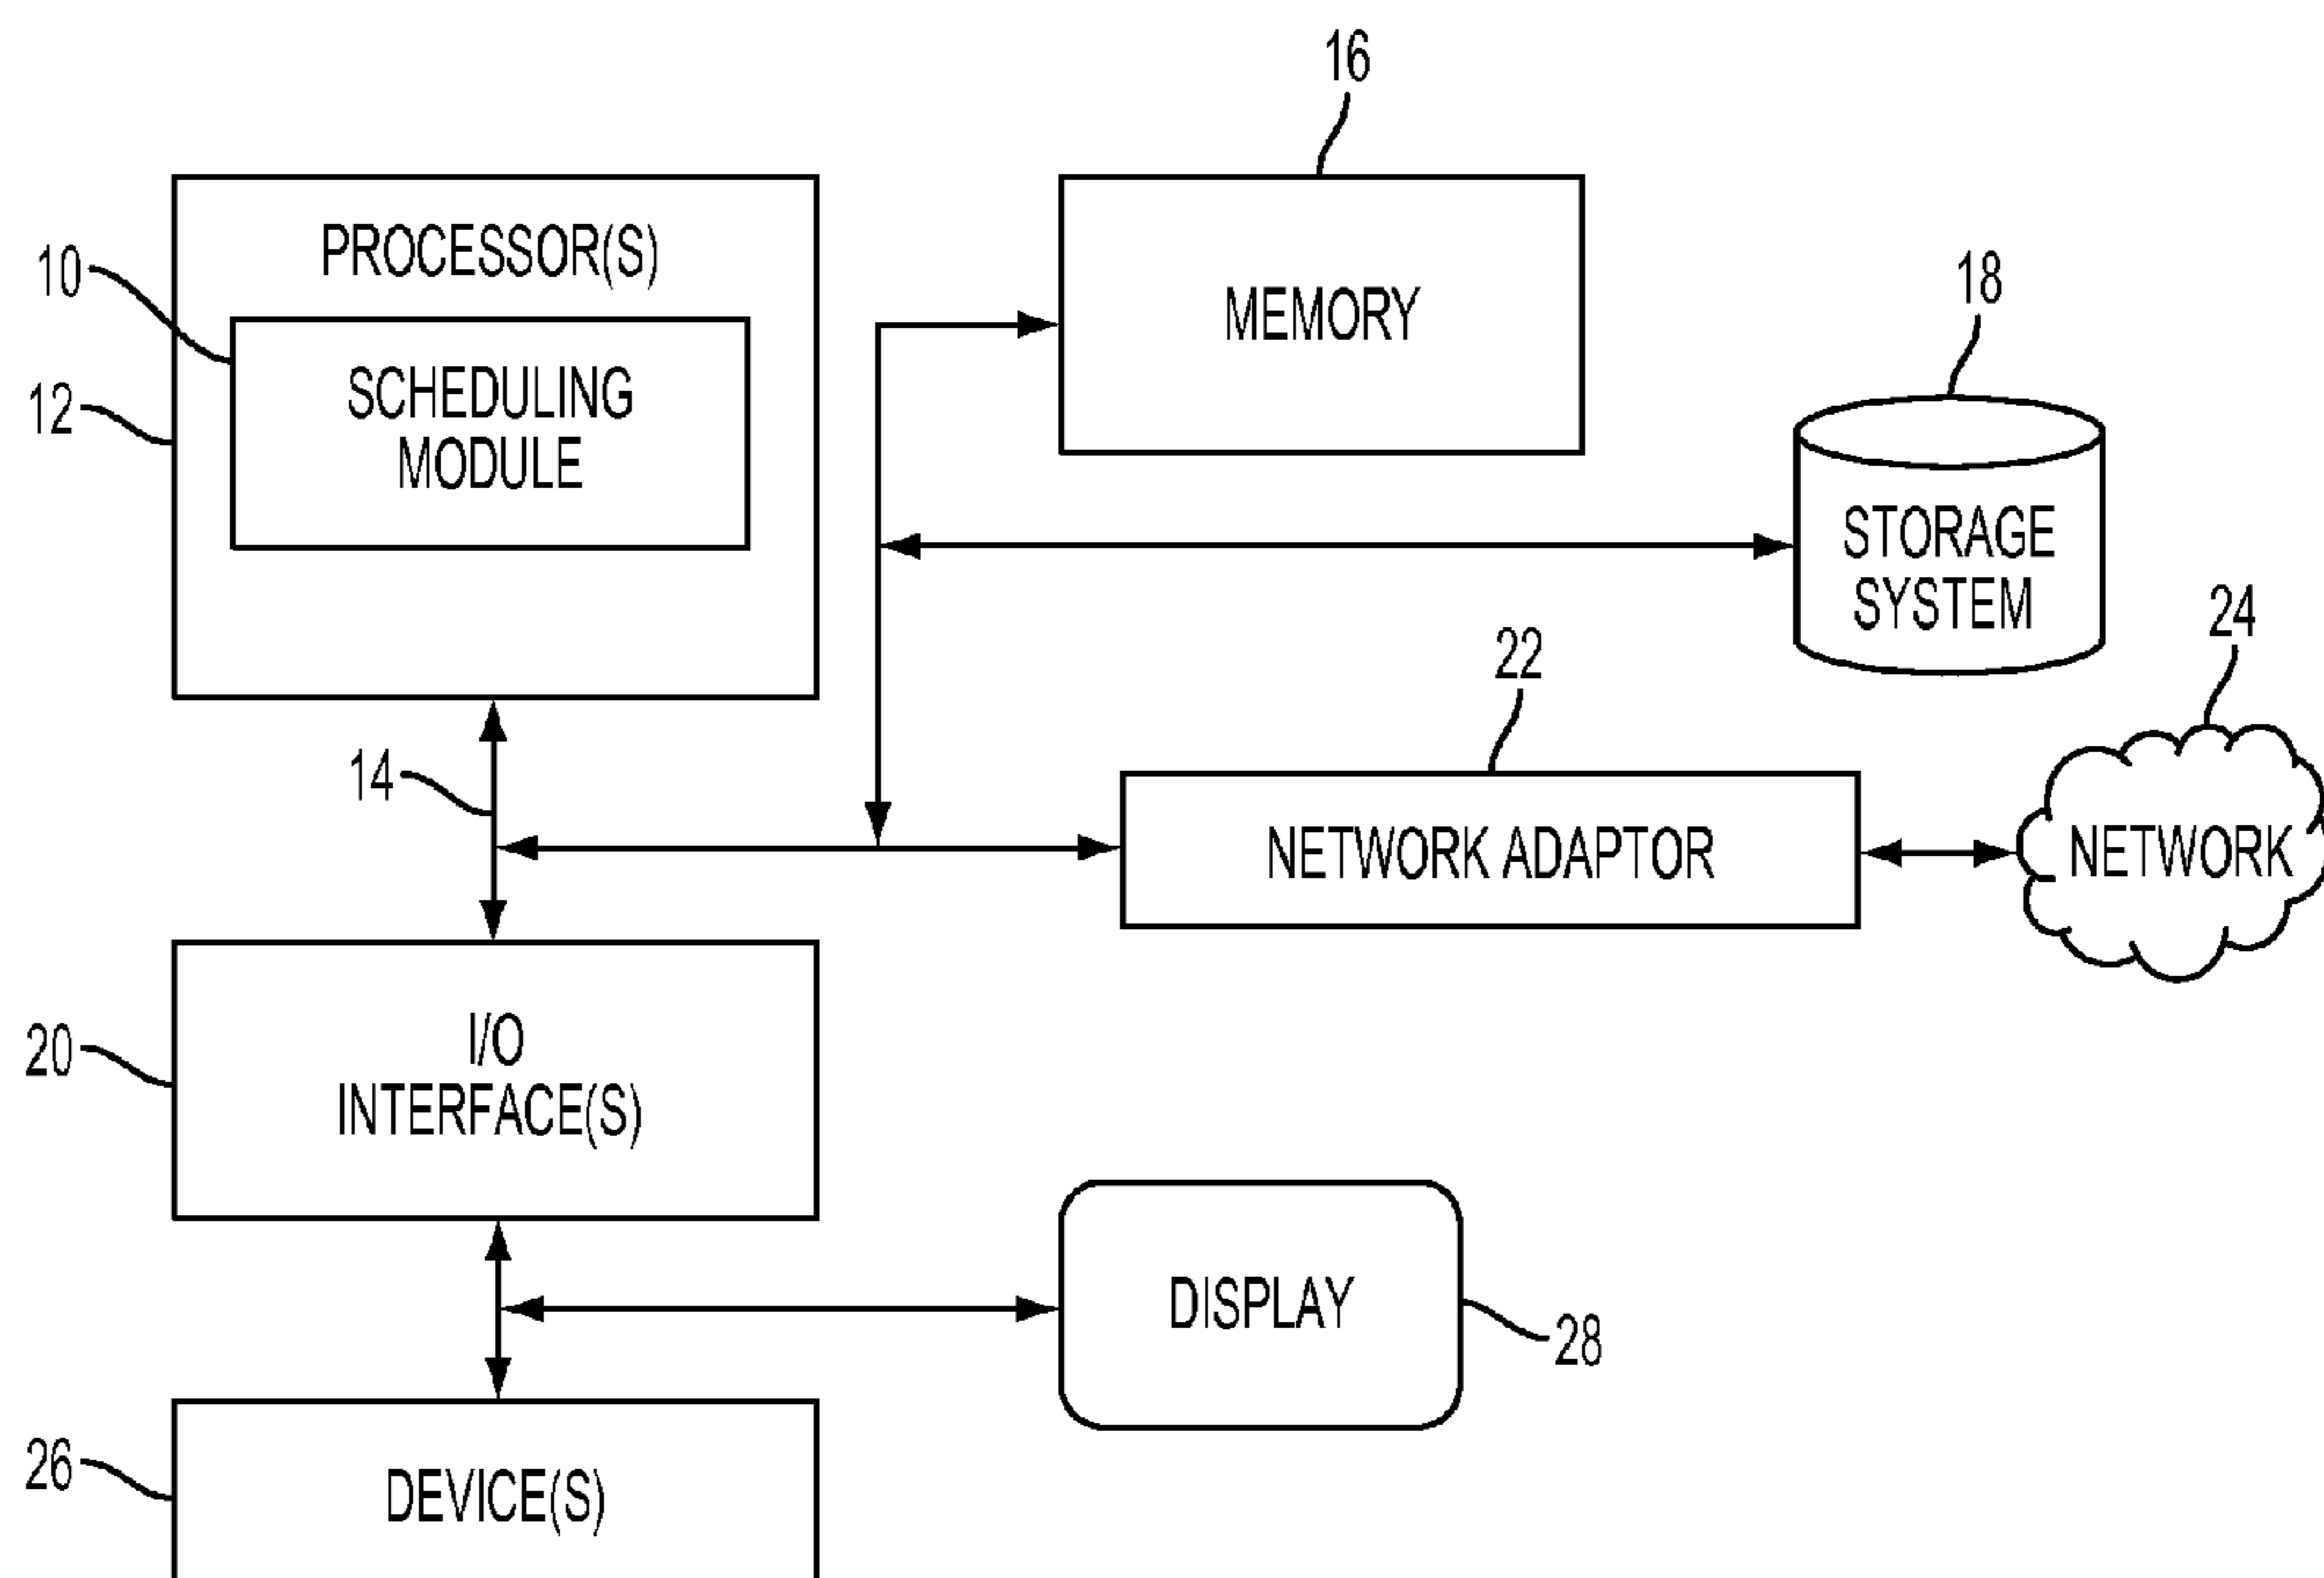 16
PROCESSOR(S)
10
MEMORY
18
12
SCHEDULING
MODULE
STORAGE
SYSTEM
24
22
14
NETWORK ADAPTOR
NETWORK
I/O
INTERFACE(S)
20
DISPLAY
28
26
DEVICE(S)